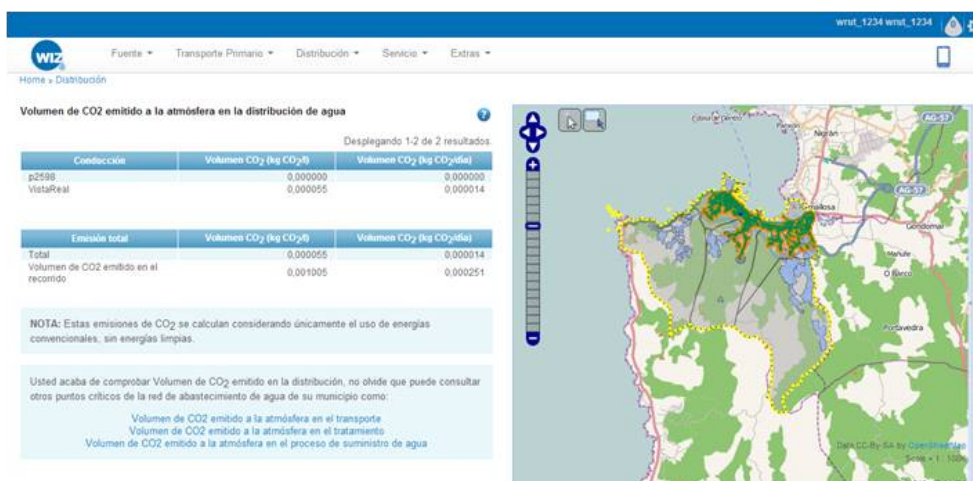 wrut_1234 wrut_1234
WIZ
Fuente Transporte Primario Distribución Servicio Extras
Home » Distribución
Volumen de CO2 emitido a la atmósfera en la distribución de agua
Desplegando 1-2 de 2 resultados.
Conducción Volumen CO2 (kg CO2/l) Volumen CO2 (kg CO2/día)
p2598 0,000000 0,000000
VistaReal 0,000055 0,000014
Emisión total Volumen CO2 (kg CO2/l) Volumen CO2 (kg CO2/día)
Total 0,000055 0,000014
Volumen de CO2 emitido en el
recorrido 0,001005 0,000251
NOTA: Estas emisiones de CO2 se calculan considerando únicamente el uso de energías
convencionales, sin energías limpias.
Usted acaba de comprobar Volumen de CO2 emitido en la distribución, no olvide que puede consultar
otros puntos críticos de la red de abastecimiento de agua de su municipio como:
Volumen de CO2 emitido a la atmósfera en el transporte
Volumen de CO2 emitido a la atmósfera en el tratamiento
Volumen de CO2 emitido a la atmósfera en el proceso de suministro de agua
AG-57
Nigrán
AG-57
Gondomar
Mañufe
O Barco
Portavedra
Data CC-By-SA by OpenStreetMap
Scale = 1 : 100K